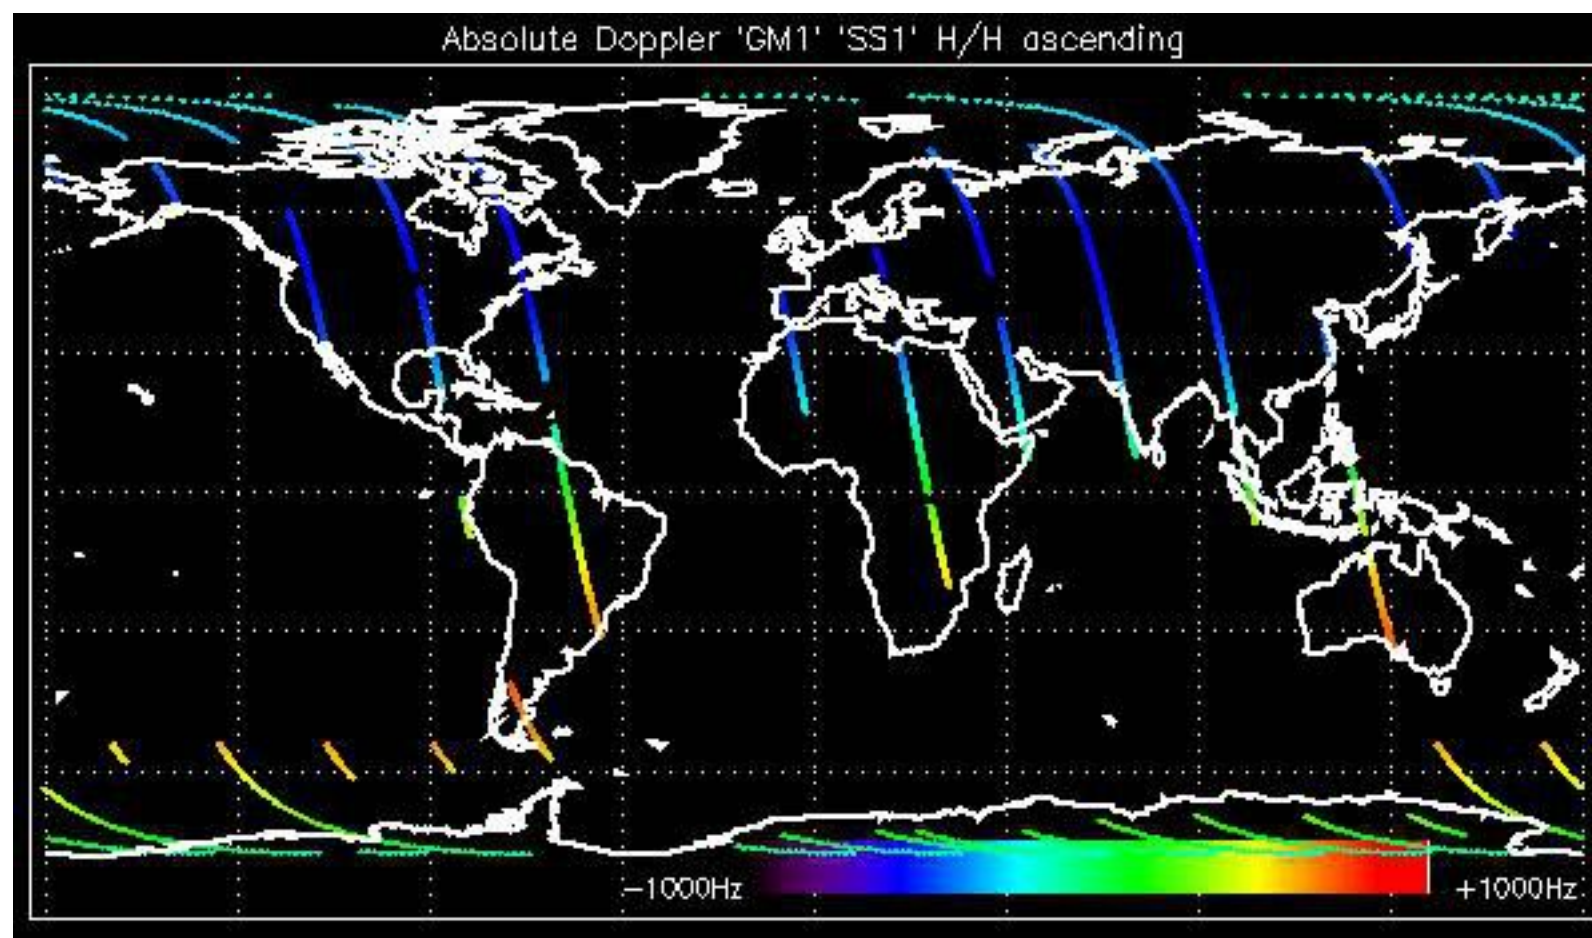 Absolute Doppler 'GM1' 'SS1' H/H ascending
-1000Hz +1000Hz